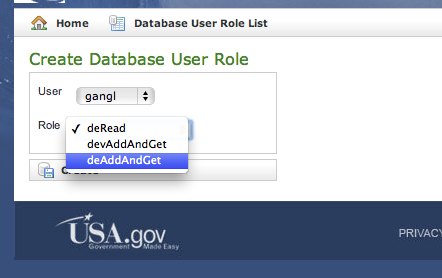 Home Database User Role List
Create Database User Role
User gangl
Role ✓ deRead
devAddAndGet
deAddAndGet
Create
USA.gov
Government Made Easy
PRIVACY